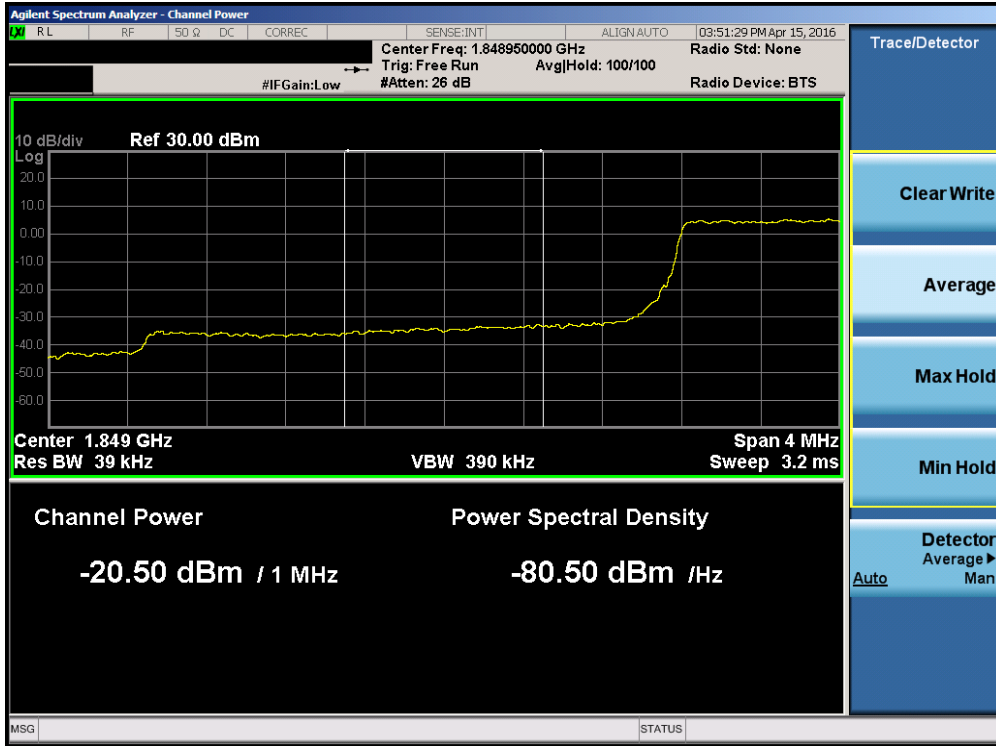 Agilent Spectrum Analyzer - Channel Power
LXI RL RF 50 Ω DC CORREC SENSE:INT ALIGN AUTO 03:51:29 PM Apr 15, 2016
Center Freq: 1.848950000 GHz Radio Std: None
Trig: Free Run Avg|Hold: 100/100
#IFGain:Low #Atten: 26 dB Radio Device: BTS
10 dB/div Ref 30.00 dBm
Log
20.0
10.0
0.00
-10.0
-20.0
-30.0
-40.0
-50.0
-60.0
Center 1.849 GHz Span 4 MHz
Res BW 39 kHz VBW 390 kHz Sweep 3.2 ms
Channel Power Power Spectral Density
-20.50 dBm / 1 MHz -80.50 dBm /Hz
MSG STATUS
Trace/Detector
Clear Write
Average
Max Hold
Min Hold
Detector
Average▶
Auto Man